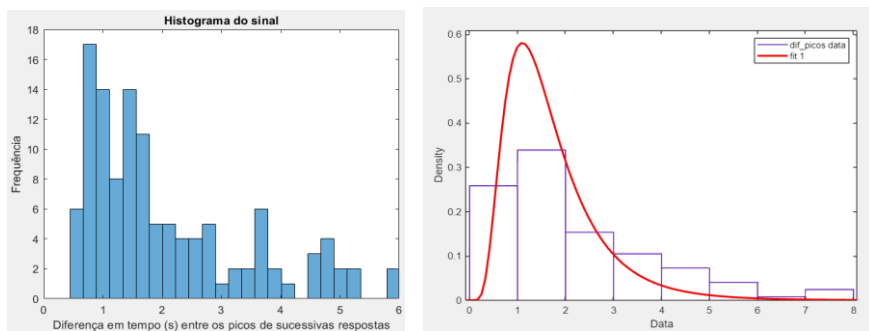 Histograma do sinal
Frequência
18
16
14
12
10
8
6
4
2
0
0 1 2 3 4 5 6
Diferença em tempo (s) entre os picos de sucessivas respostas
Density
0.6
0.5
0.4
0.3
0.2
0.1
0
0 1 2 3 4 5 6 7 8
Data
dif_picos data
fit 1